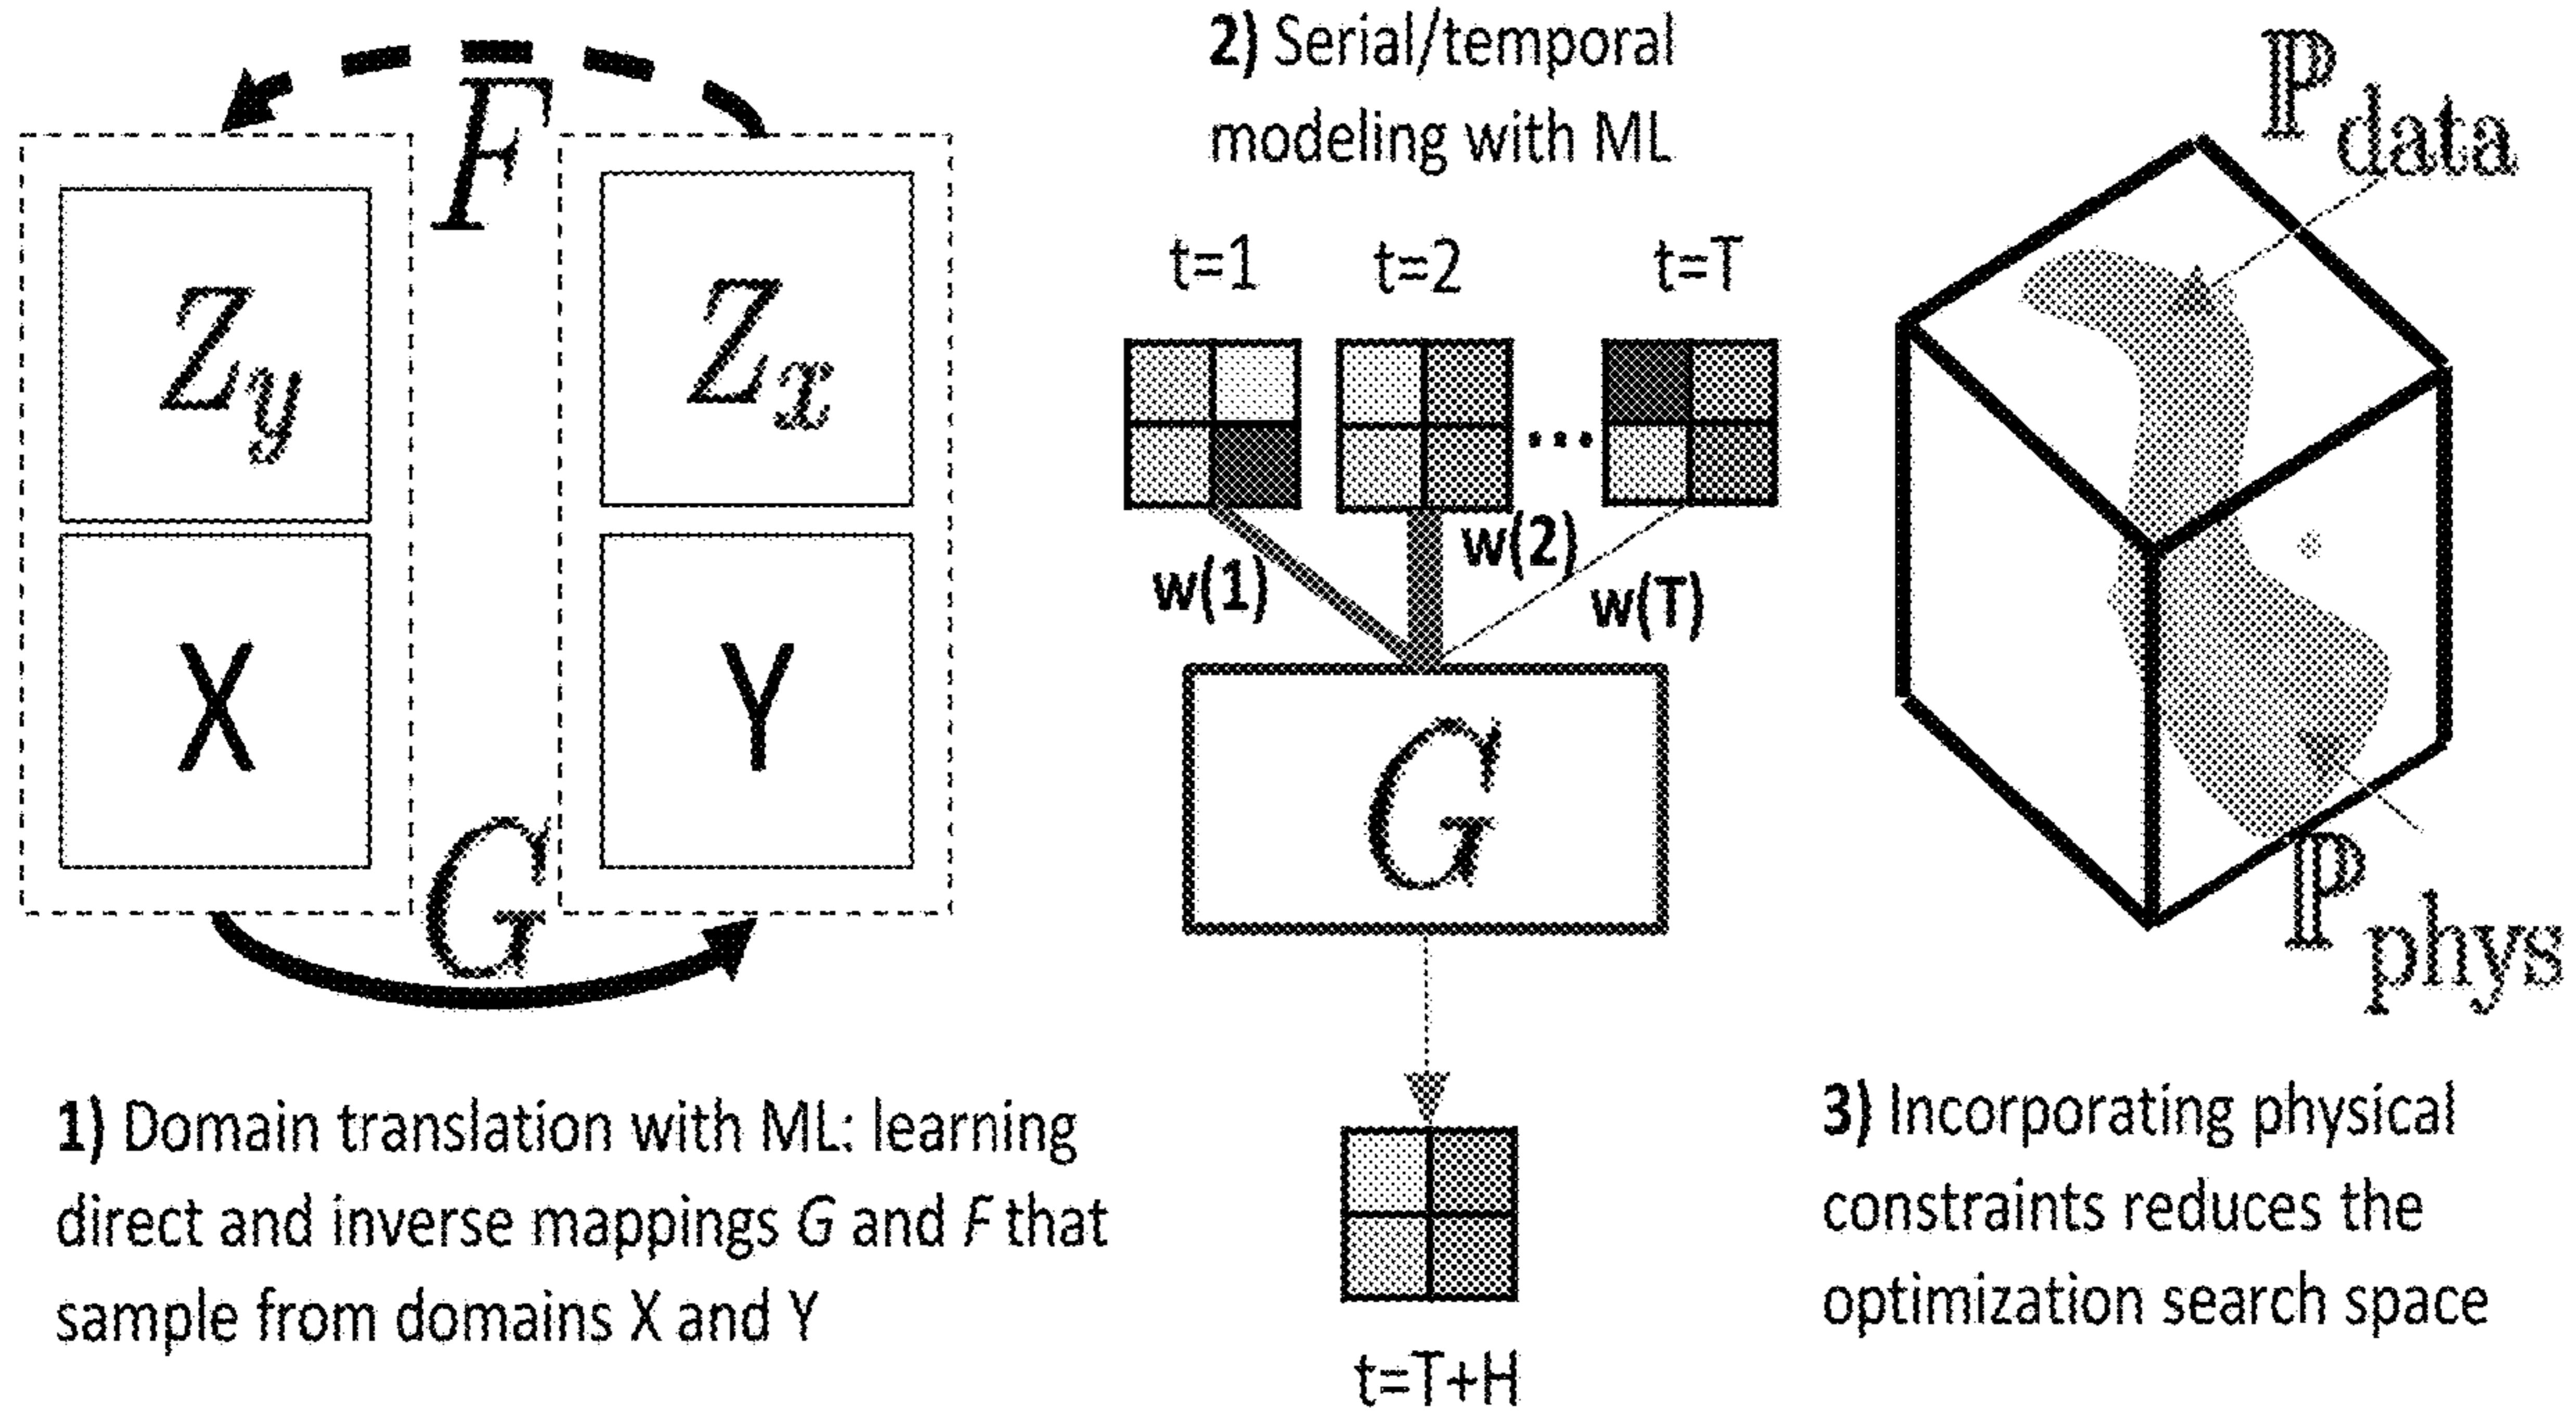 F
Z_y
Z_x
X
Y
G
1) Domain translation with ML: learning
direct and inverse mappings G and F that
sample from domains X and Y
2) Serial/temporal
modeling with ML
t=1
t=2
t=T
...
w(1)
w(2)
w(T)
G
t=T+H
ℙ_data
ℙ_phys
3) Incorporating physical
constraints reduces the
optimization search space